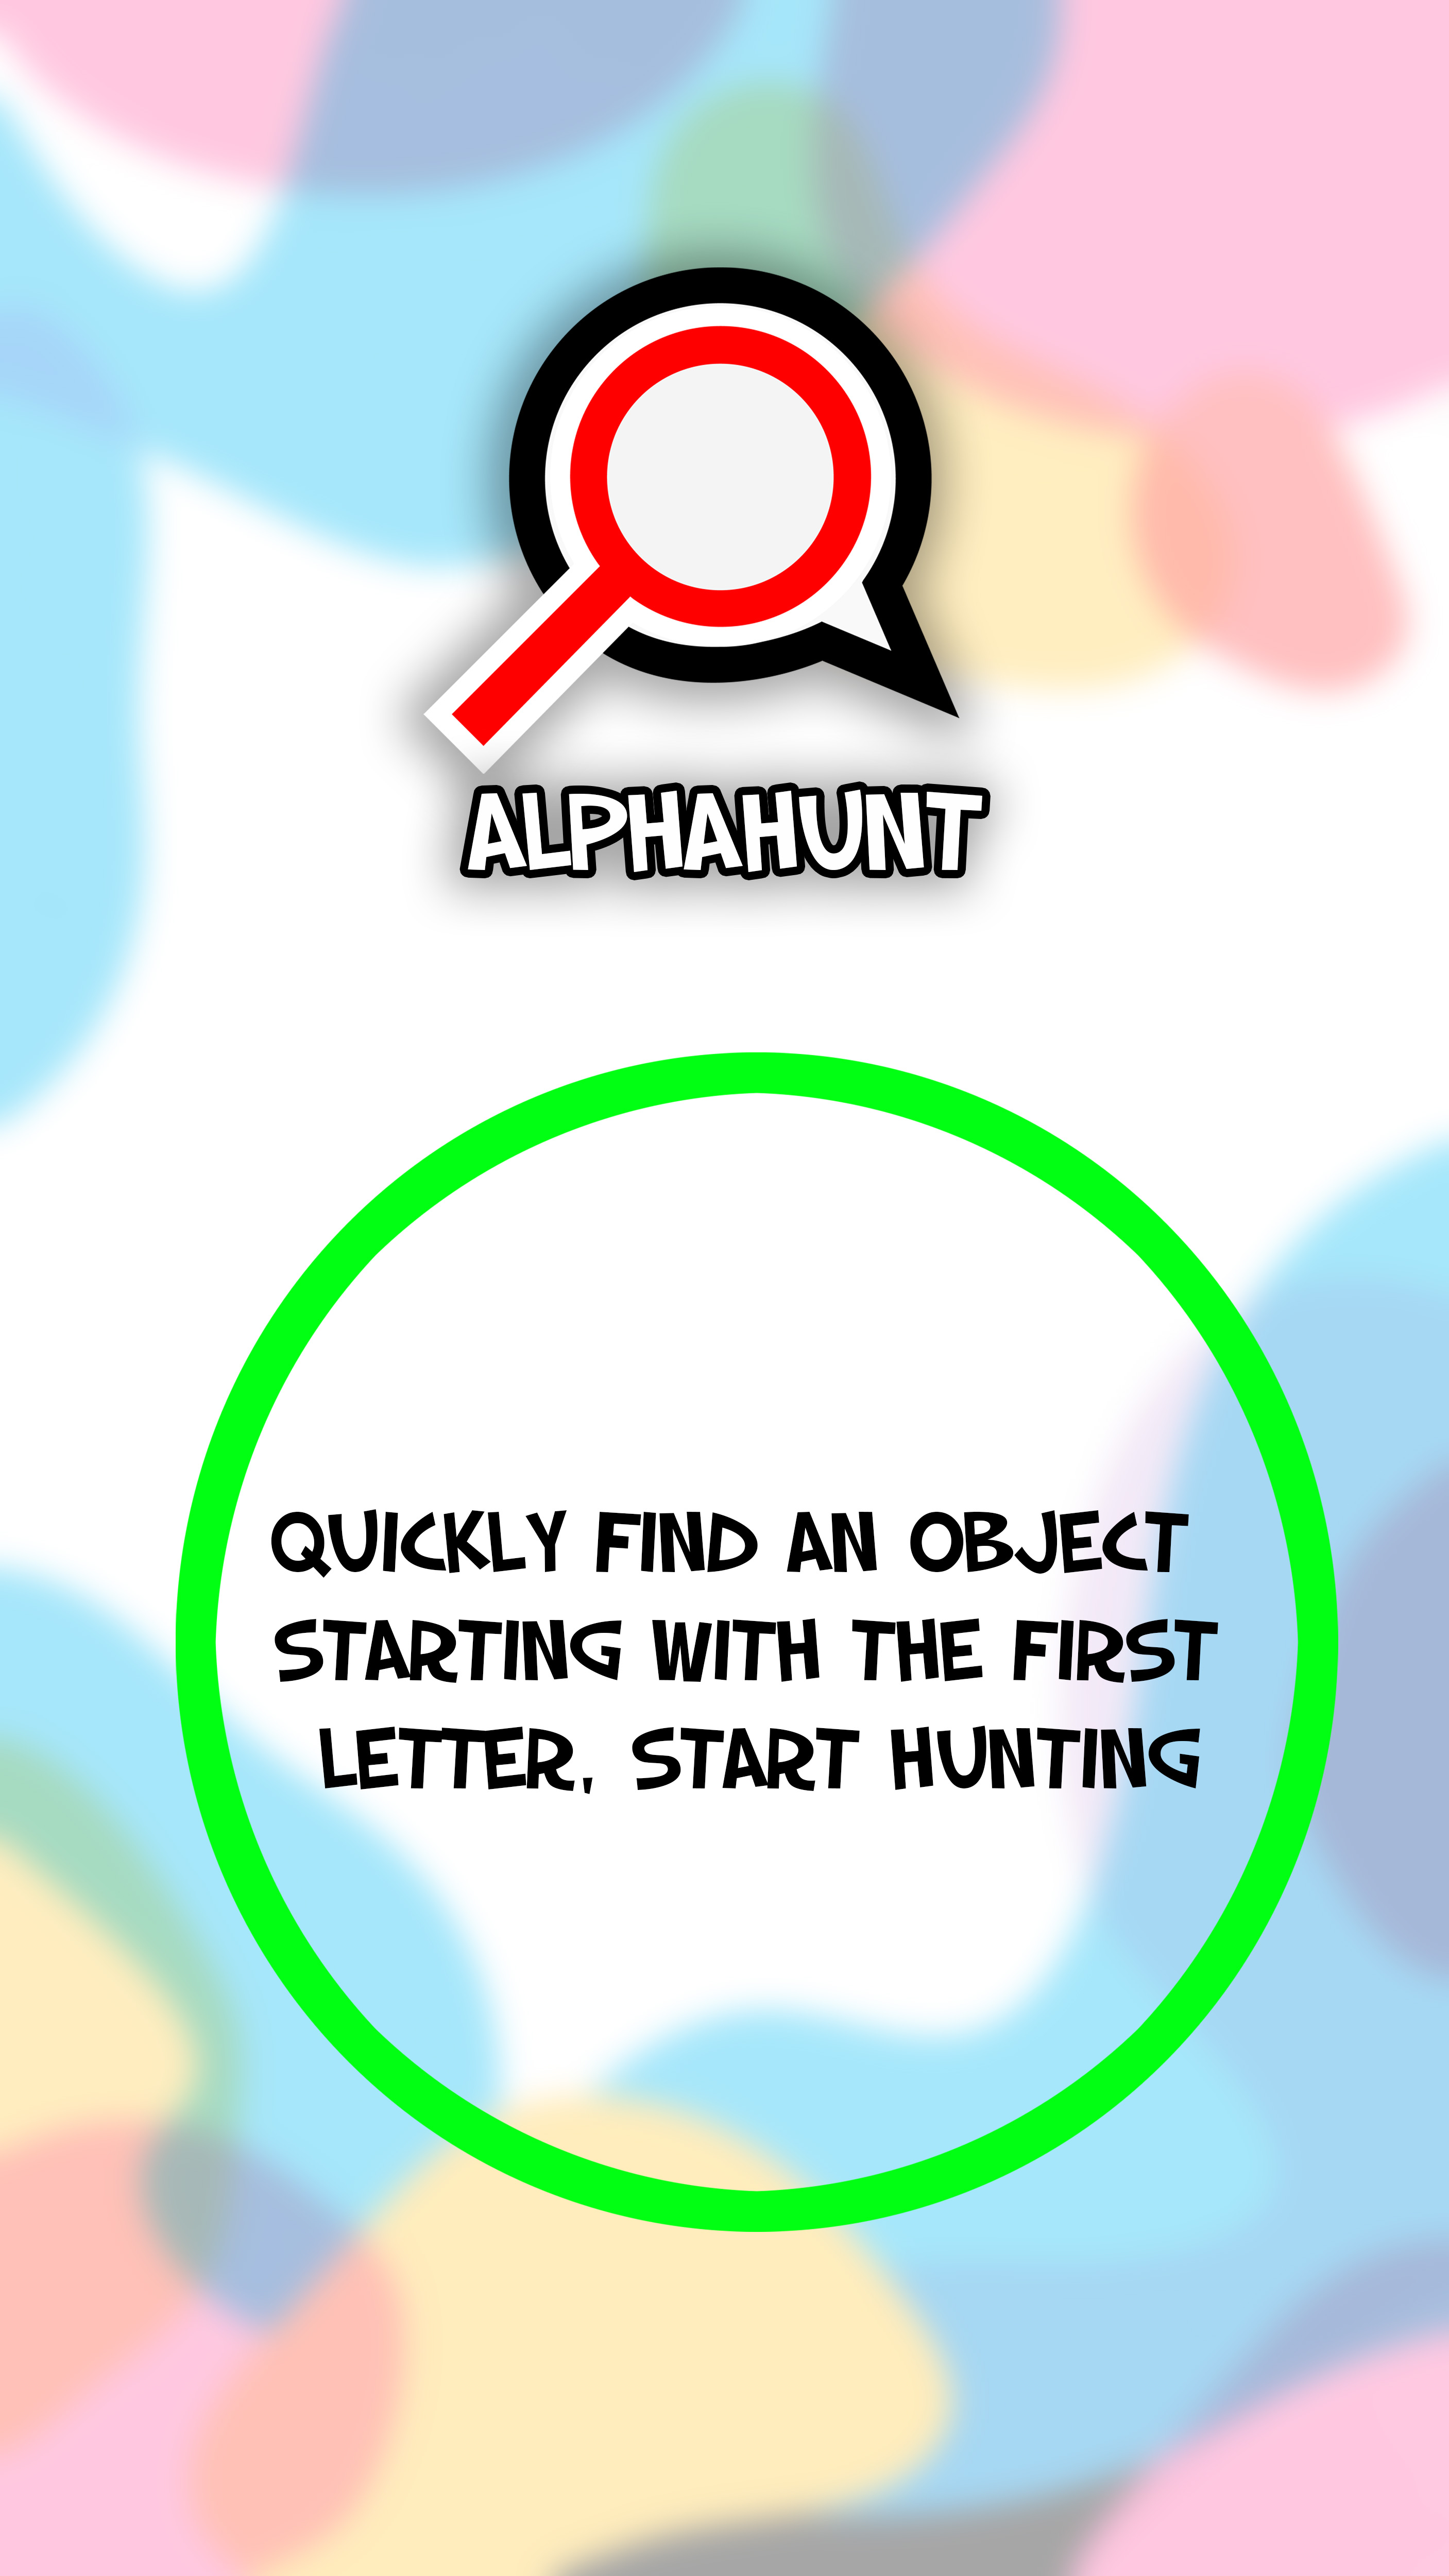 ALPHAHUNT
QUICKLY FIND AN OBJECT
STARTING WITH THE FIRST
LETTER, START HUNTING